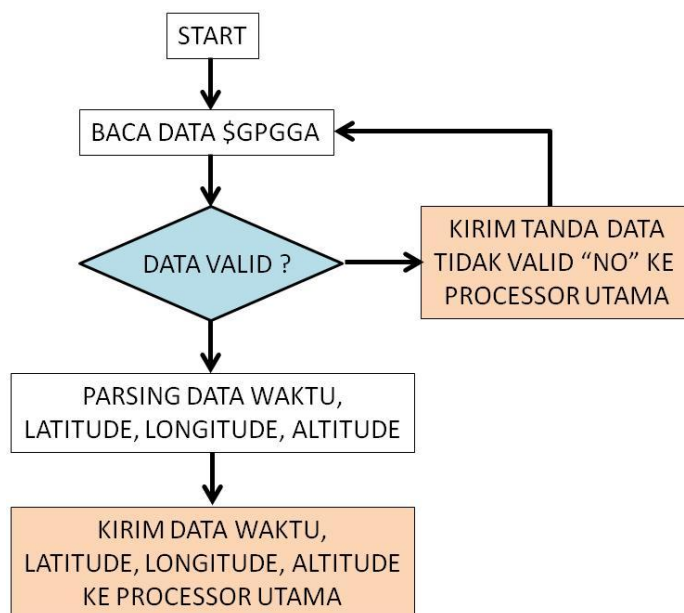 START
BACA DATA $GPGGA
DATA VALID ?
KIRIM TANDA DATA
TIDAK VALID “NO” KE
PROCESSOR UTAMA
PARSING DATA WAKTU,
LATITUDE, LONGITUDE, ALTITUDE
KIRIM DATA WAKTU,
LATITUDE, LONGITUDE, ALTITUDE
KE PROCESSOR UTAMA